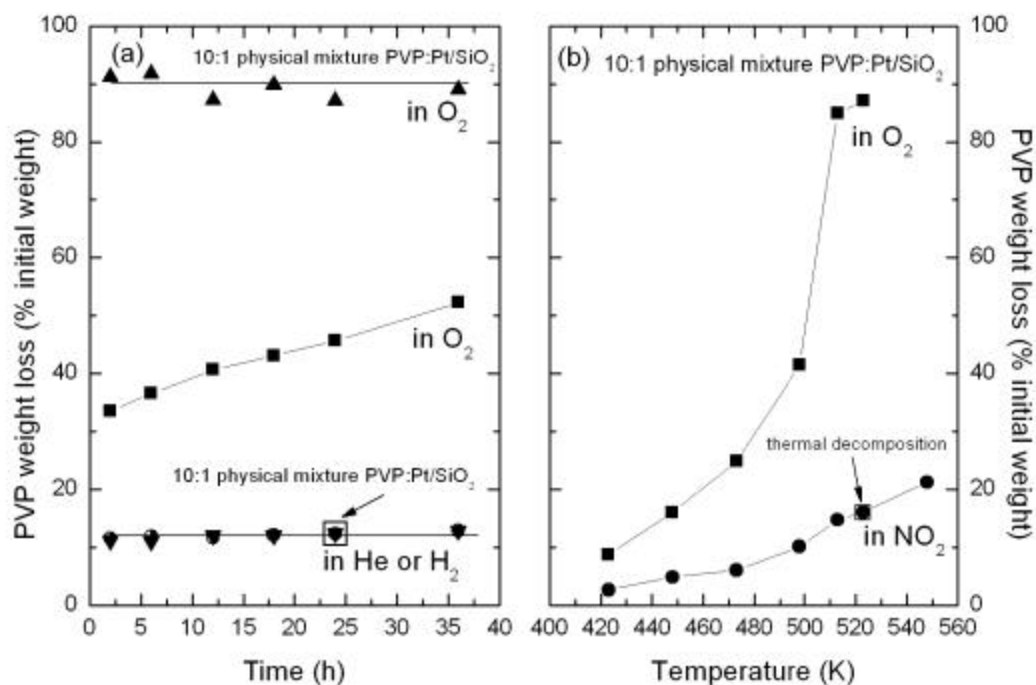 PVP weight loss (% initial weight)
100
80
60
40
20
0
(a)
10:1 physical mixture PVP:Pt/SiO₂
in O₂
in O₂
10:1 physical mixture PVP:Pt/SiO₂
in He or H₂
0 5 10 15 20 25 30 35 40
Time (h)
(b)
10:1 physical mixture PVP:Pt/SiO₂
in O₂
thermal decomposition
in NO₂
400 420 440 460 480 500 520 540 560
Temperature (K)
100
80
60
40
20
0
PVP weight loss (% initial weight)